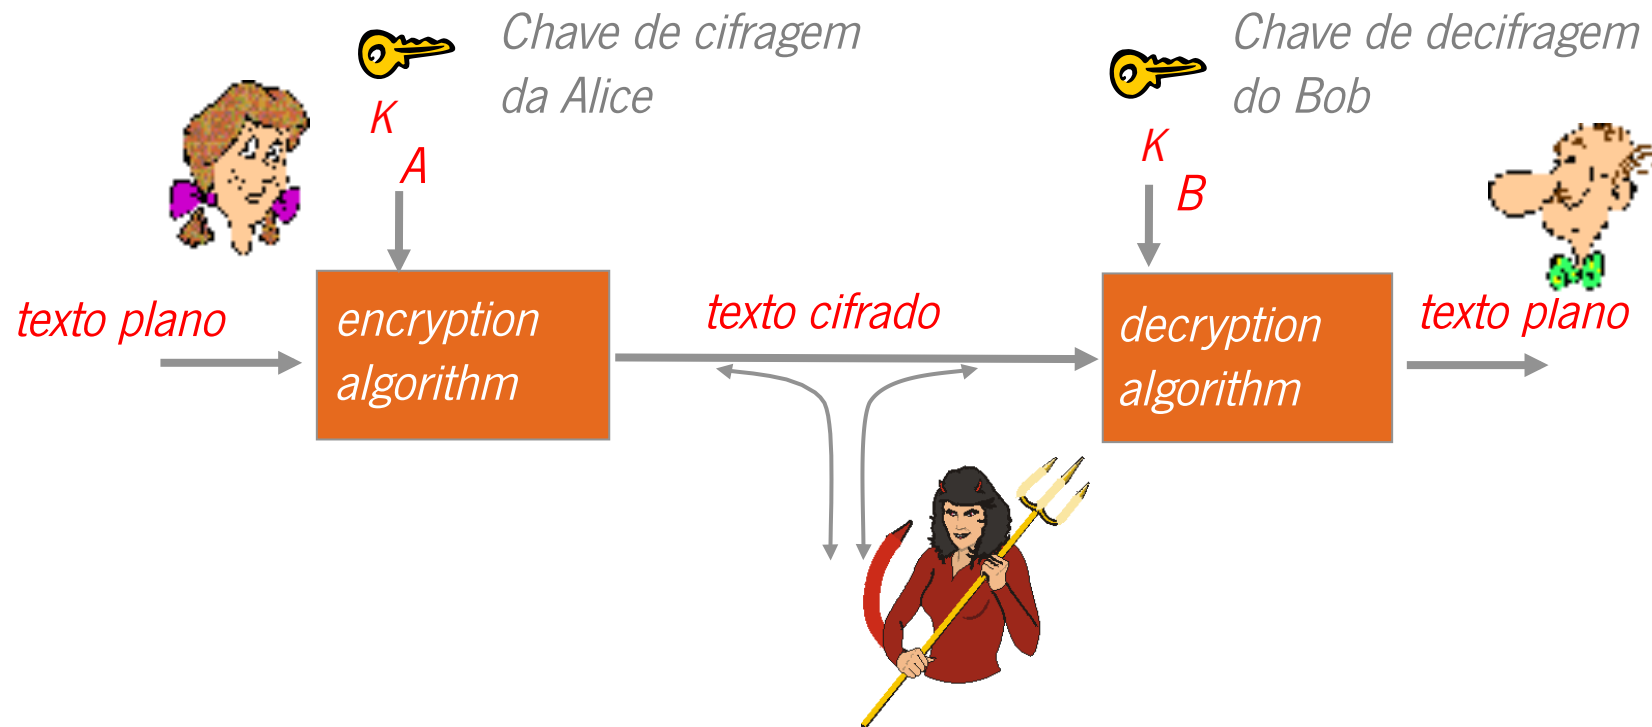 Chave de cifragem
da Alice
Chave de decifragem
do Bob
K
A
K
B
texto plano
encryption
algorithm
texto cifrado
decryption
algorithm
texto plano